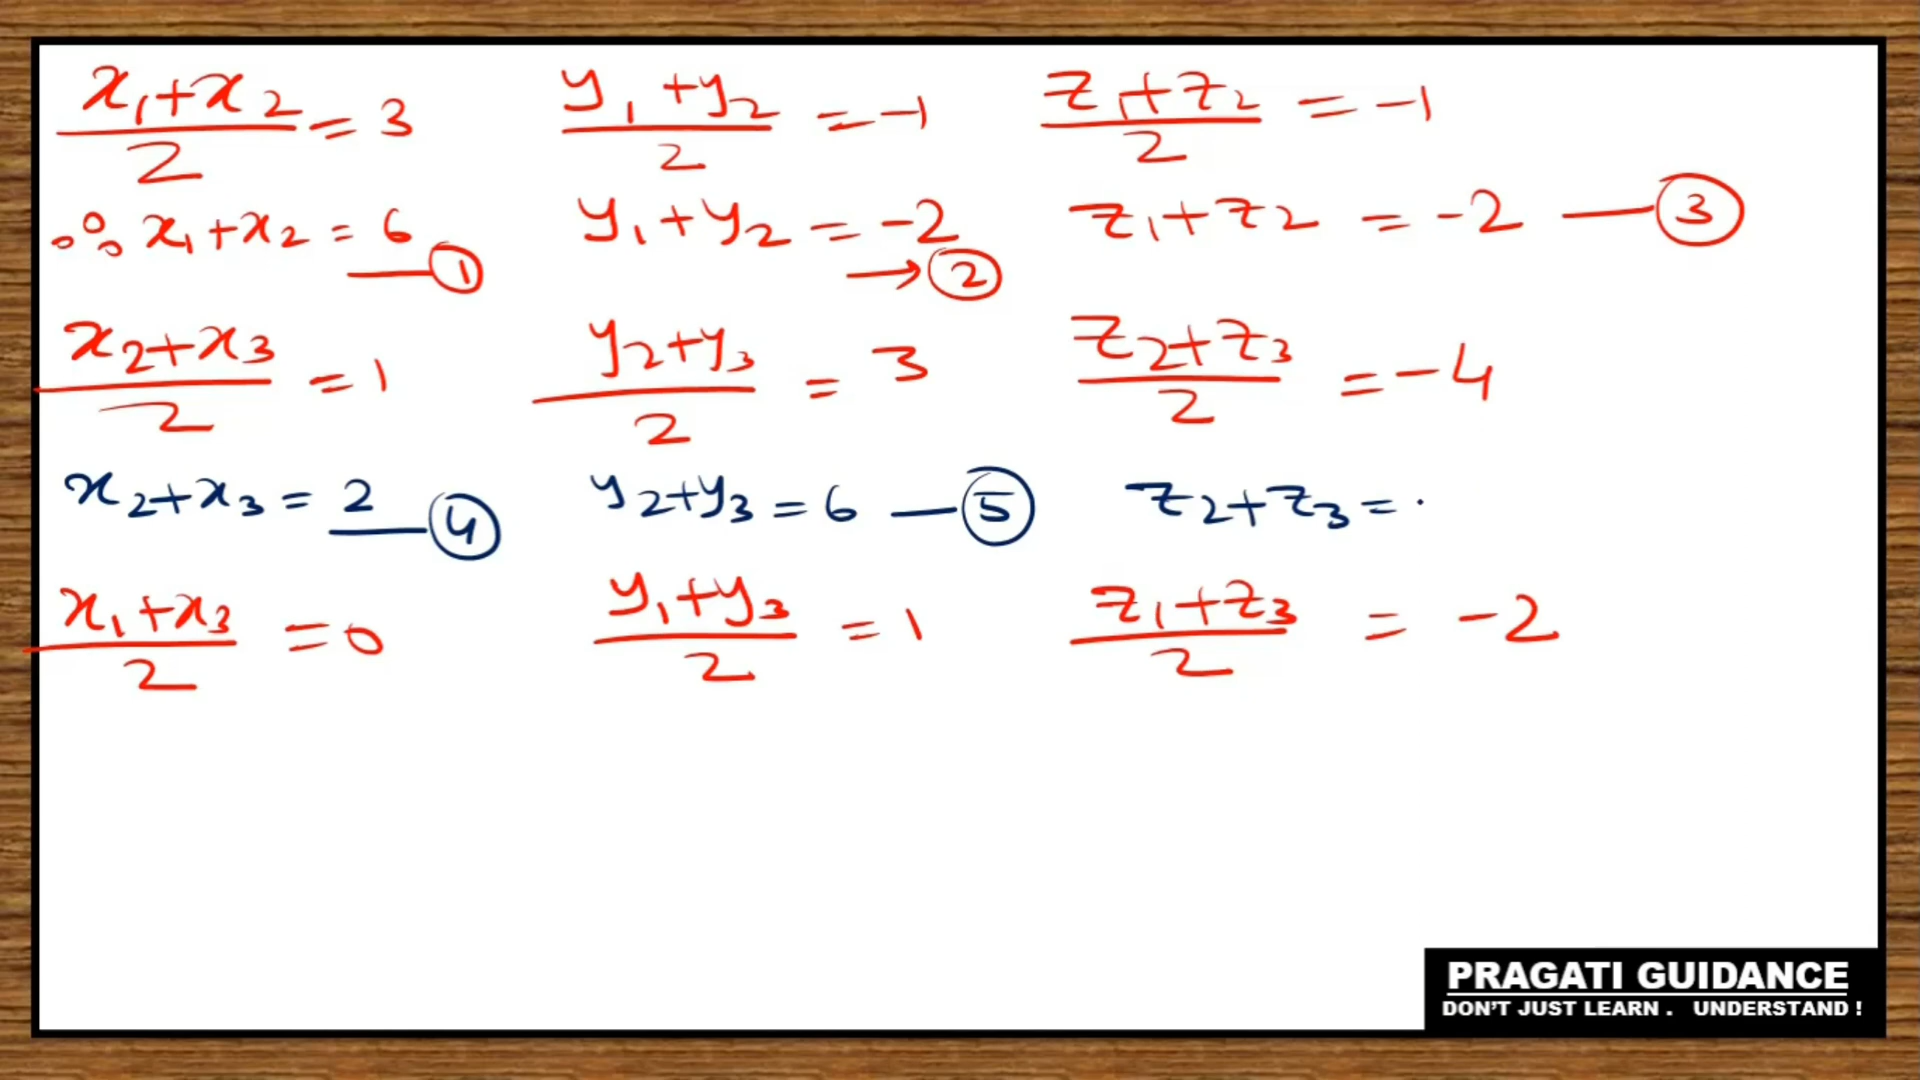 (x₁+x₂)/2 = 3   (y₁+y₂)/2 = -1   (z₁+z₂)/2 = -1
∴ x₁+x₂ = 6 —①   y₁+y₂ = -2 →②   z₁+z₂ = -2 —③
(x₂+x₃)/2 = 1   (y₂+y₃)/2 = 3   (z₂+z₃)/2 = -4
x₂+x₃ = 2 —④   y₂+y₃ = 6 —⑤   z₂+z₃ =
(x₁+x₃)/2 = 0   (y₁+y₃)/2 = 1   (z₁+z₃)/2 = -2
PRAGATI GUIDANCE
DON'T JUST LEARN . UNDERSTAND !